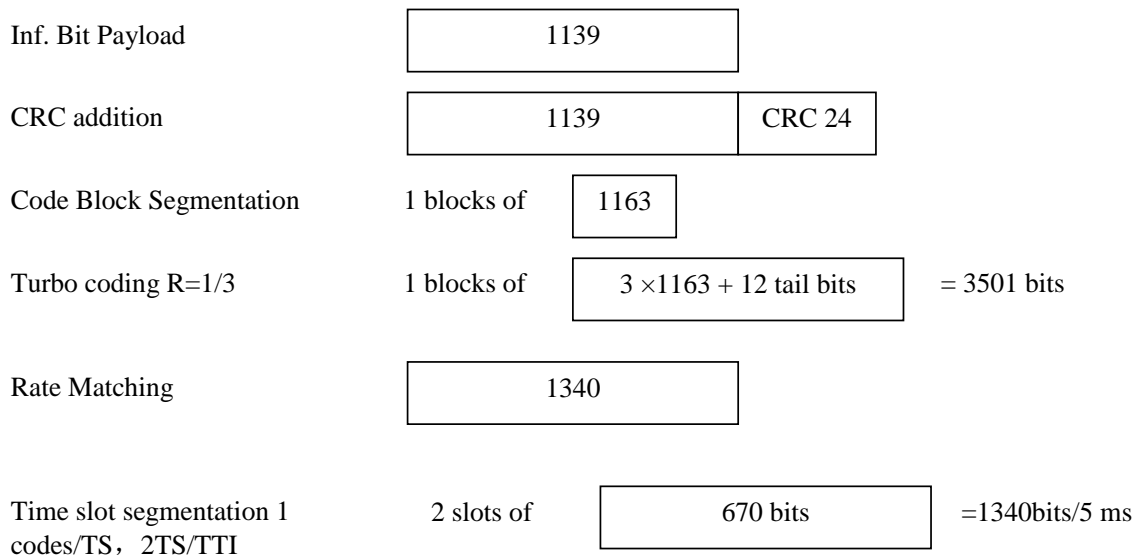 Inf. Bit Payload 1139
CRC addition 1139 CRC 24
Code Block Segmentation 1 blocks of 1163
Turbo coding R=1/3 1 blocks of 3 ×1163 + 12 tail bits = 3501 bits
Rate Matching 1340
Time slot segmentation 1 2 slots of 670 bits =1340bits/5 ms
codes/TS，2TS/TTI